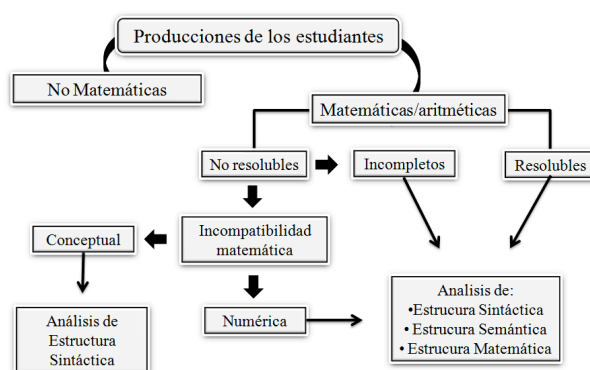 Producciones de los estudiantes
No Matemáticas
Matemáticas/aritméticas
No resolubles
Incompletos
Resolubles
Conceptual
Incompatibilidad
matemática
Análisis de
Estructura
Sintáctica
Numérica
Analisis de:
•Estrucura Sintáctica
• Estrucura Semántica
• Estrucura Matemática